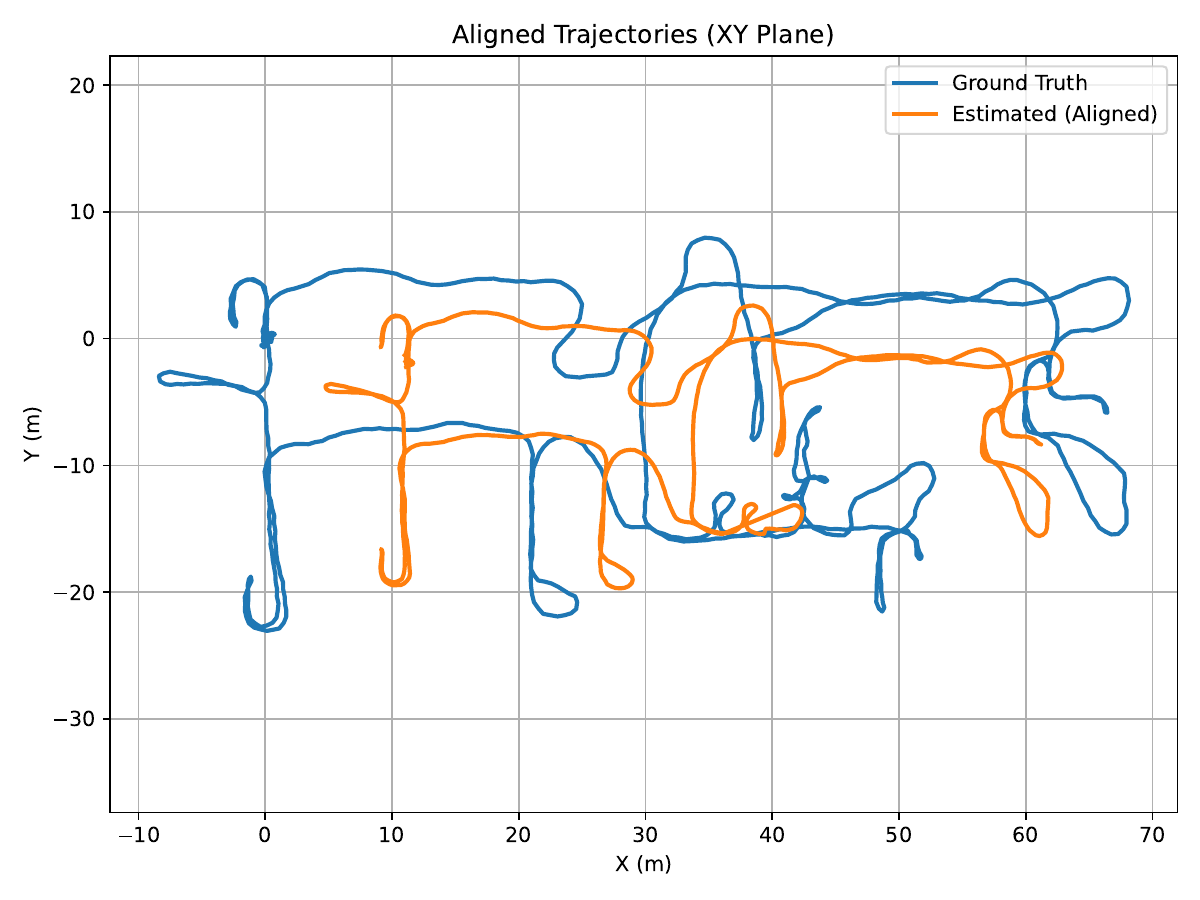 Aligned Trajectories (XY Plane)
Ground Truth
Estimated (Aligned)
20
10
0
−10
−20
−30
Y (m)
−10 0 10 20 30 40 50 60 70
X (m)